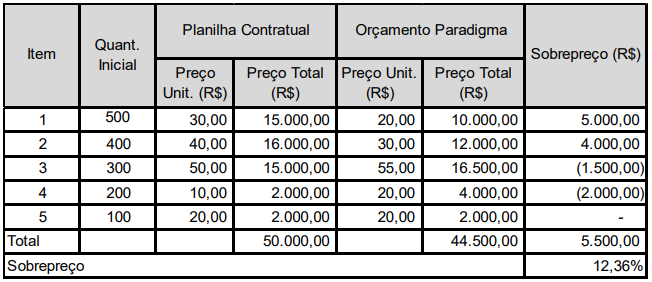 Item Quant. Inicial Planilha Contratual Orçamento Paradigma Sobrepreço (R$)
Preço Unit. (R$) Preço Total (R$) Preço Unit. (R$) Preço Total (R$)
1 500 30,00 15.000,00 20,00 10.000,00 5.000,00
2 400 40,00 16.000,00 30,00 12.000,00 4.000,00
3 300 50,00 15.000,00 55,00 16.500,00 (1.500,00)
4 200 10,00 2.000,00 20,00 4.000,00 (2.000,00)
5 100 20,00 2.000,00 20,00 2.000,00 -
Total 50.000,00 44.500,00 5.500,00
Sobrepreço 12,36%